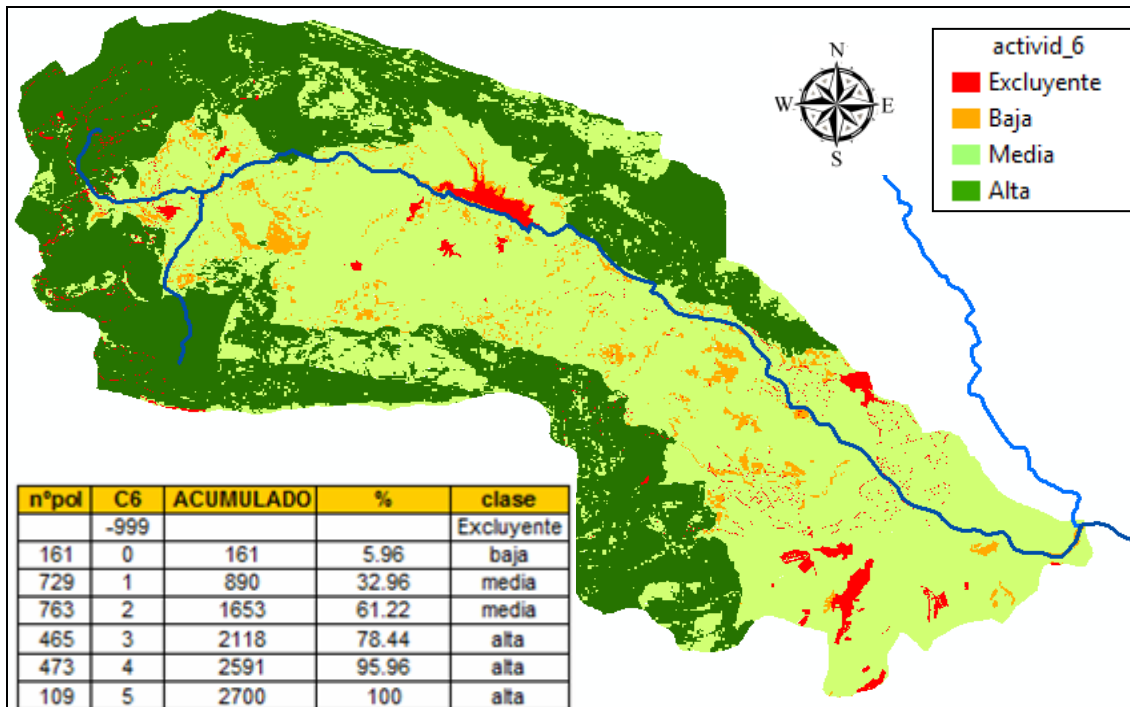 activid_6
Excluyente
Baja
Media
Alta
N
W E
S
nºpol C6 ACUMULADO % clase
-999 Excluyente
161 0 161 5.96 baja
729 1 890 32.96 media
763 2 1653 61.22 media
465 3 2118 78.44 alta
473 4 2591 95.96 alta
109 5 2700 100 alta